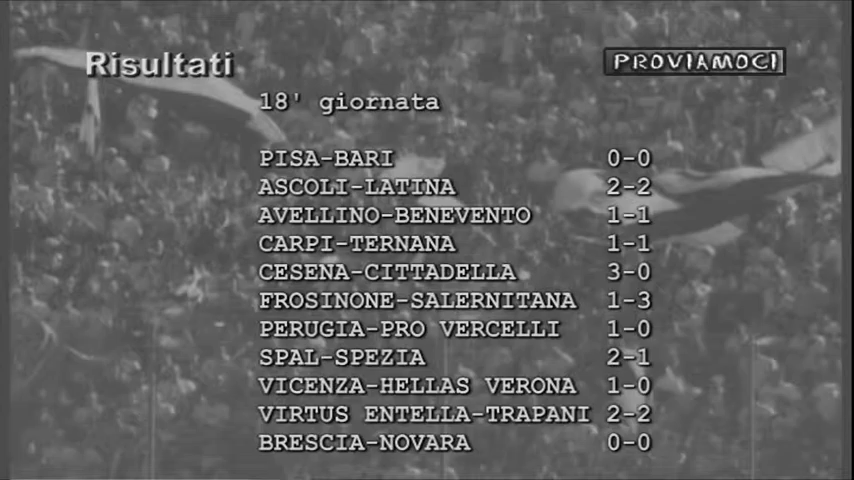 Risultati
PROVIAMOCI
18' giornata
PISA-BARI 0-0
ASCOLI-LATINA 2-2
AVELLINO-BENEVENTO 1-1
CARPI-TERNANA 1-1
CESENA-CITTADELLA 3-0
FROSINONE-SALERNITANA 1-3
PERUGIA-PRO VERCELLI 1-0
SPAL-SPEZIA 2-1
VICENZA-HELLAS VERONA 1-0
VIRTUS ENTELLA-TRAPANI 2-2
BRESCIA-NOVARA 0-0